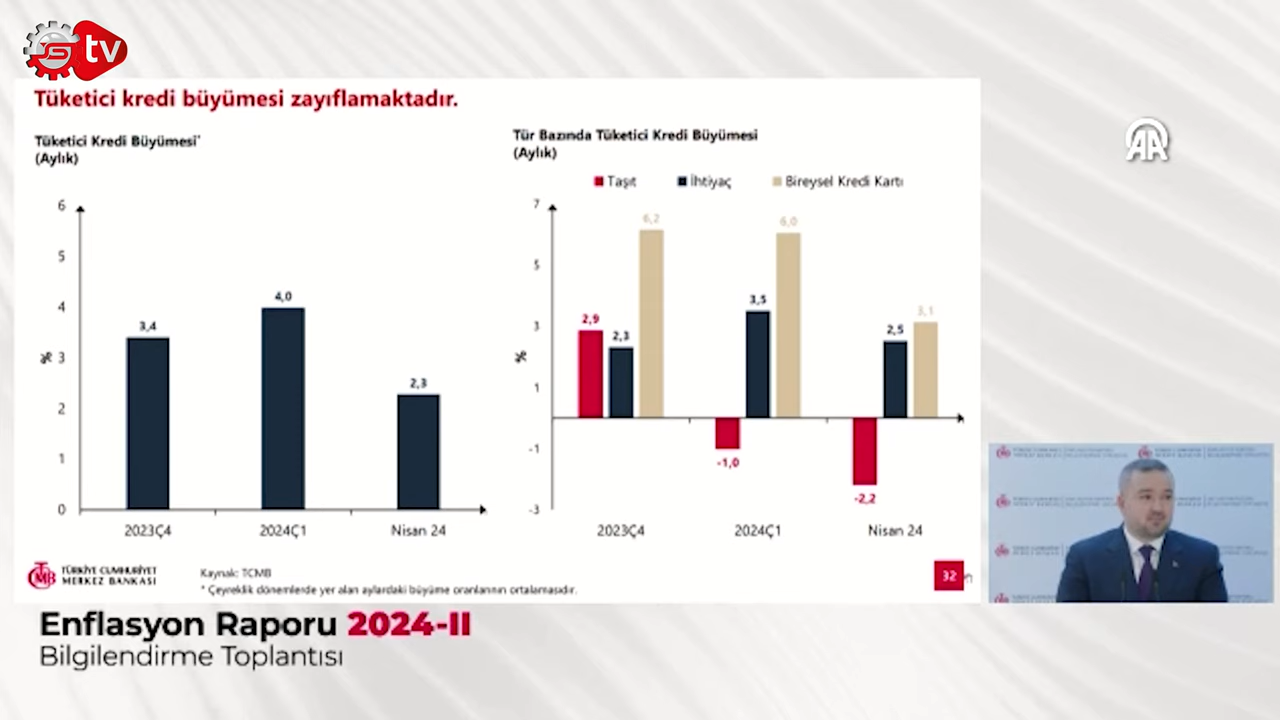 tv
Tüketici kredi büyümesi zayıflamaktadır.
Tüketici Kredi Büyümesi*
(Aylık)
6
5
4
3
2
1
0
%
3,4
4,0
2,3
2023Ç4
2024Ç1
Nisan 24
Tür Bazında Tüketici Kredi Büyümesi
(Aylık)
Taşıt
İhtiyaç
Bireysel Kredi Kartı
7
5
3
1
-1
-3
%
2,9
2,3
6,2
-1,0
3,5
6,0
-2,2
2,5
3,1
2023Ç4
2024Ç1
Nisan 24
TÜRKİYE CUMHURİYET
MERKEZ BANKASI
Kaynak: TCMB
* Çeyreklik dönemlerde yer alan aylardaki büyüme oranlarının ortalamasıdır.
32
AA
Enflasyon Raporu 2024-II
Bilgilendirme Toplantısı